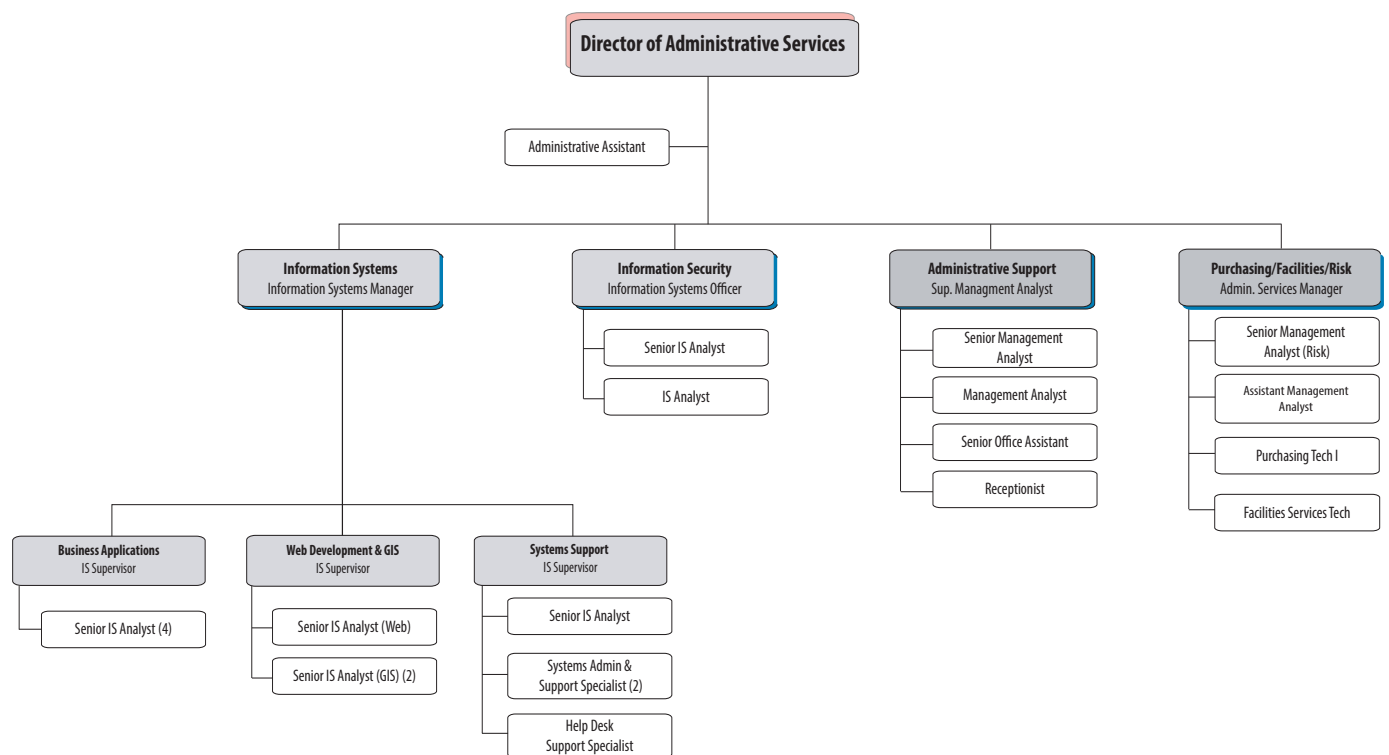 Director of Administrative Services
Administrative Assistant
Information Systems
Information Systems Manager
Information Security
Information Systems Officer
Senior IS Analyst
IS Analyst
Administrative Support
Sup. Managment Analyst
Senior Management
Analyst
Management Analyst
Senior Office Assistant
Receptionist
Purchasing/Facilities/Risk
Admin. Services Manager
Senior Management
Analyst (Risk)
Assistant Management
Analyst
Purchasing Tech I
Facilities Services Tech
Business Applications
IS Supervisor
Senior IS Analyst (4)
Web Development & GIS
IS Supervisor
Senior IS Analyst (Web)
Senior IS Analyst (GIS) (2)
Systems Support
IS Supervisor
Senior IS Analyst
Systems Admin &
Support Specialist (2)
Help Desk
Support Specialist